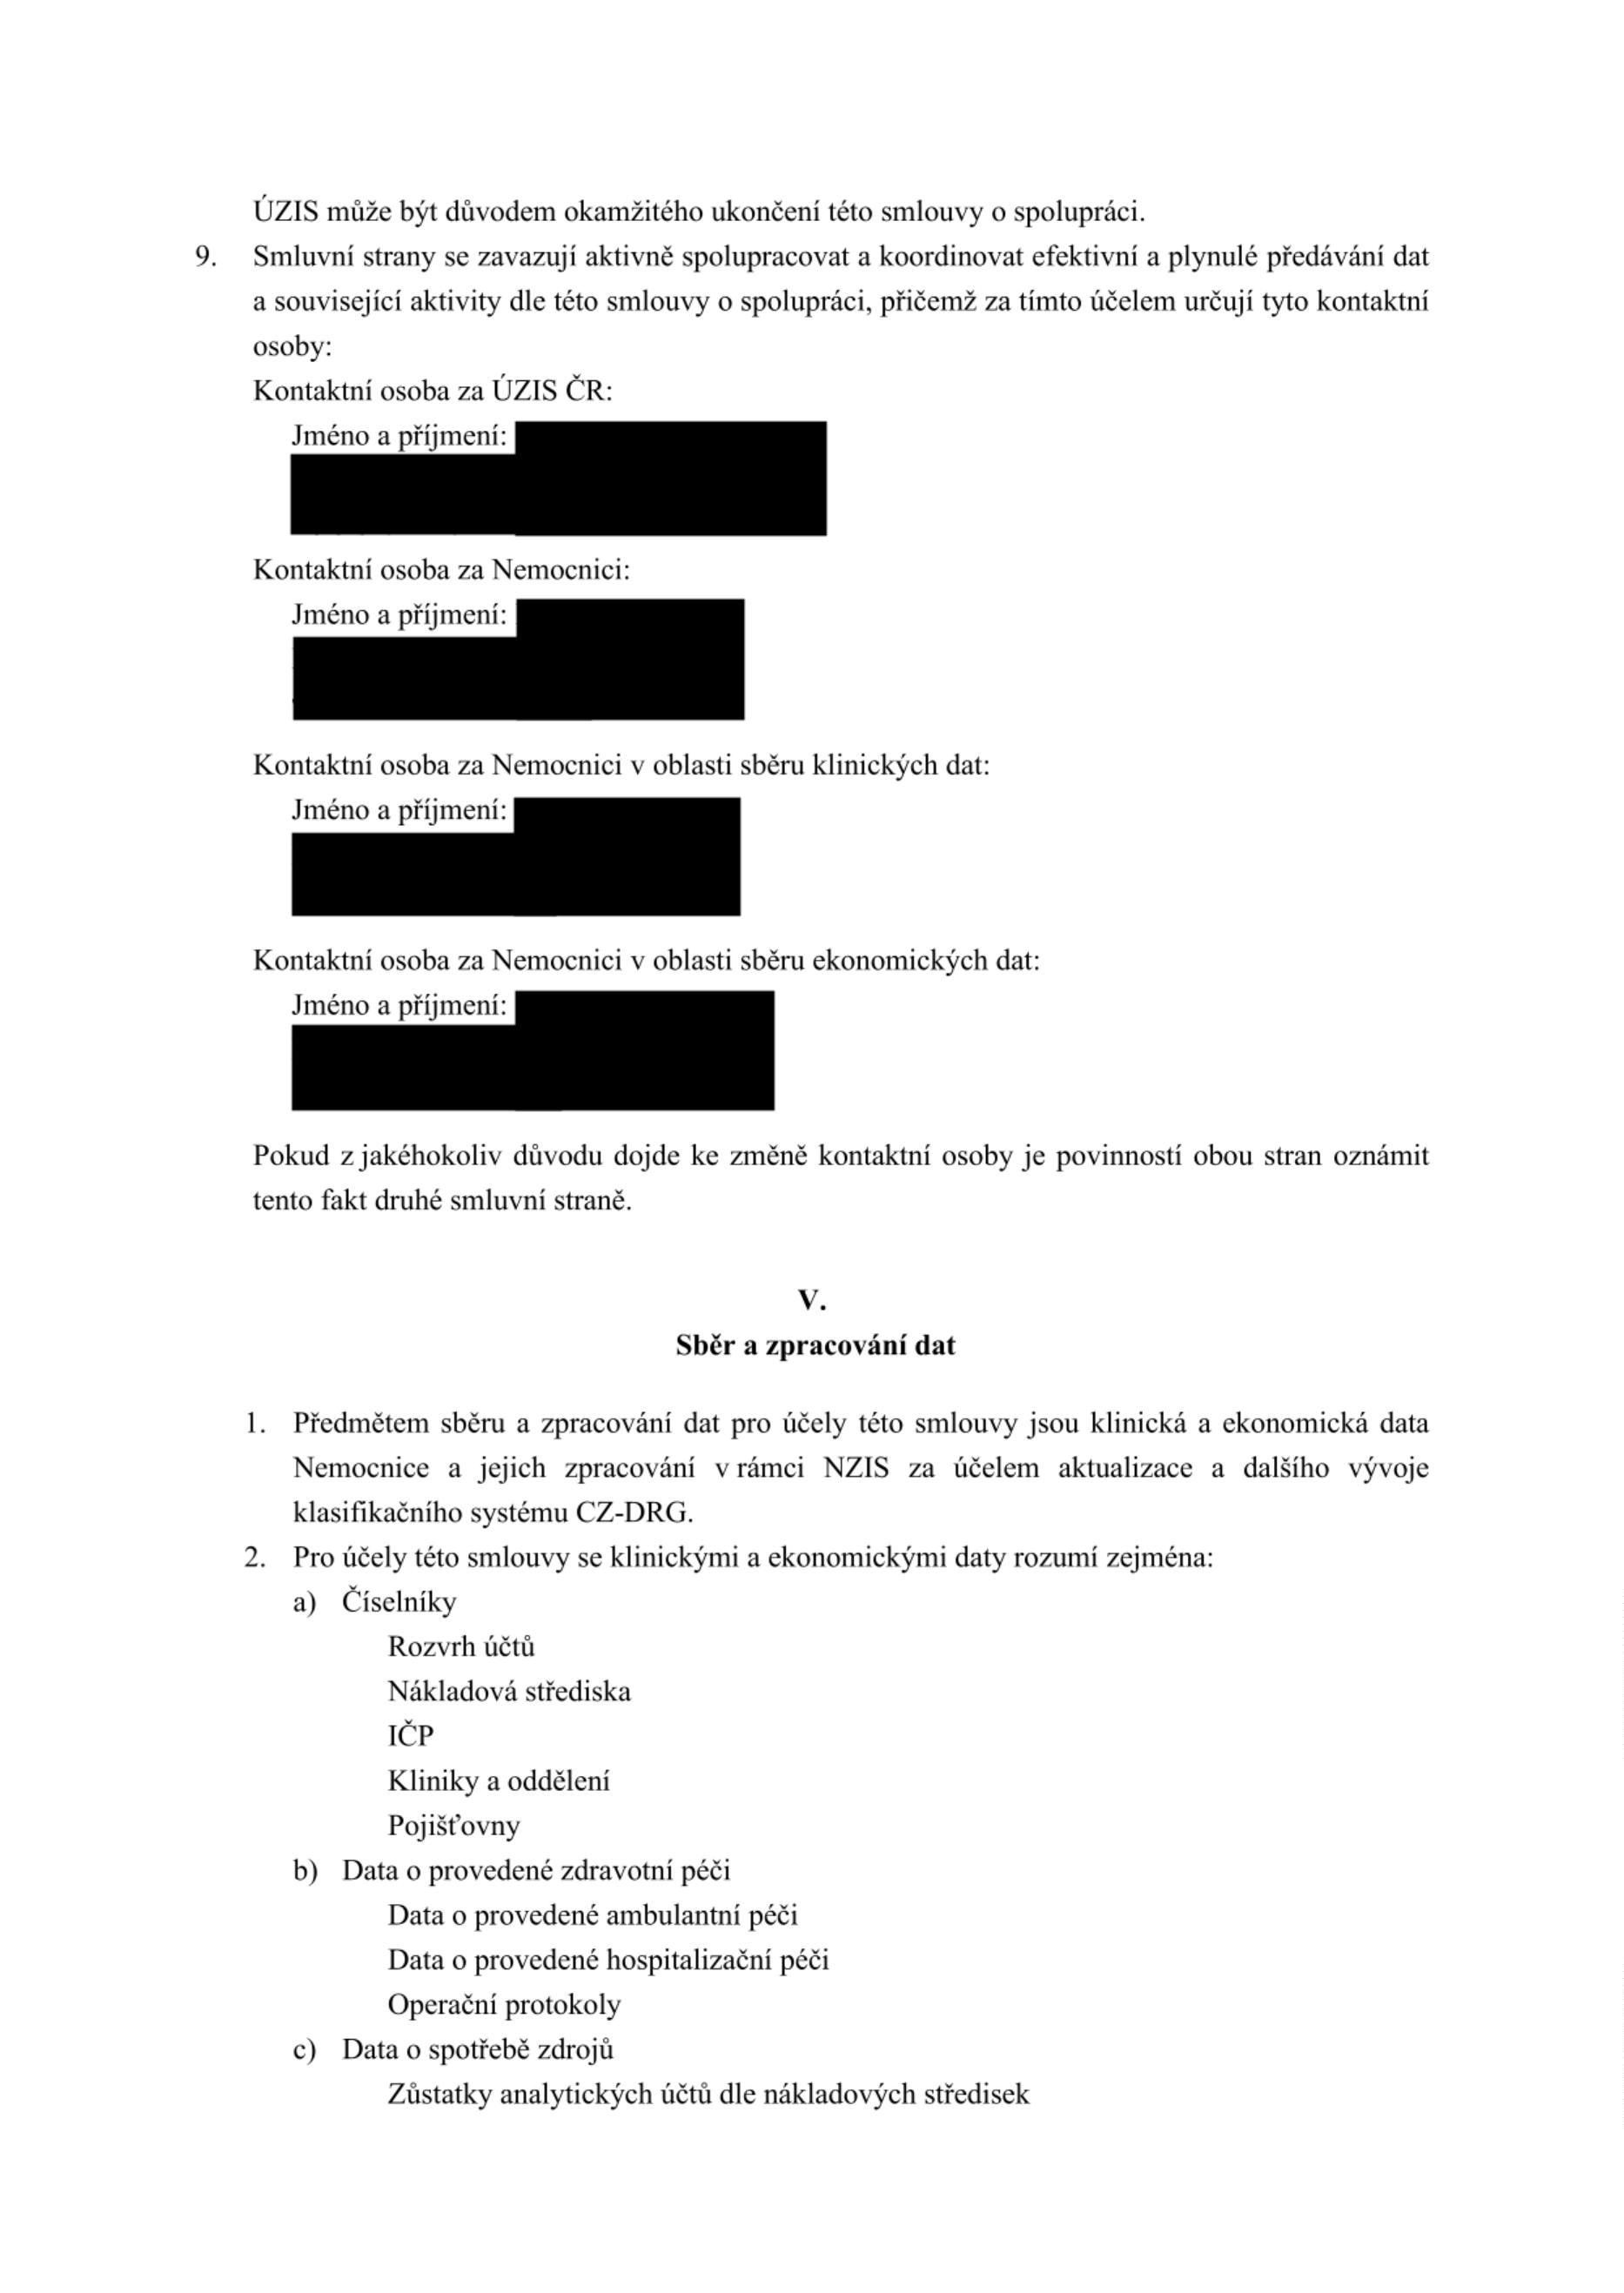 ÚZIS může být důvodem okamžitého ukončení této smlouvy o spolupráci.
9. Smluvní strany se zavazují aktivně spolupracovat a koordinovat efektivní a plynulé předávání dat
a související aktivity dle této smlouvy o spolupráci, přičemž za tímto účelem určují tyto kontaktní
osoby:
Kontaktní osoba za ÚZIS ČR:
Jméno a příjmení:
Kontaktní osoba za Nemocnici:
Jméno a příjmení:
Kontaktní osoba za Nemocnici v oblasti sběru klinických dat:
Jméno a příjmení:
Kontaktní osoba za Nemocnici v oblasti sběru ekonomických dat:
Jméno a příjmení:
Pokud z jakéhokoliv důvodu dojde ke změně kontaktní osoby je povinností obou stran oznámit
tento fakt druhé smluvní straně.
V.
Sběr a zpracování dat
1. Předmětem sběru a zpracování dat pro účely této smlouvy jsou klinická a ekonomická data
Nemocnice a jejich zpracování v rámci NZIS za účelem aktualizace a dalšího vývoje
klasifikačního systému CZ-DRG.
2. Pro účely této smlouvy se klinickými a ekonomickými daty rozumí zejména:
a) Číselníky
Rozvrh účtů
Nákladová střediska
IČP
Kliniky a oddělení
Pojišťovny
b) Data o provedené zdravotní péči
Data o provedené ambulantní péči
Data o provedené hospitalizační péči
Operační protokoly
c) Data o spotřebě zdrojů
Zůstatky analytických účtů dle nákladových středisek